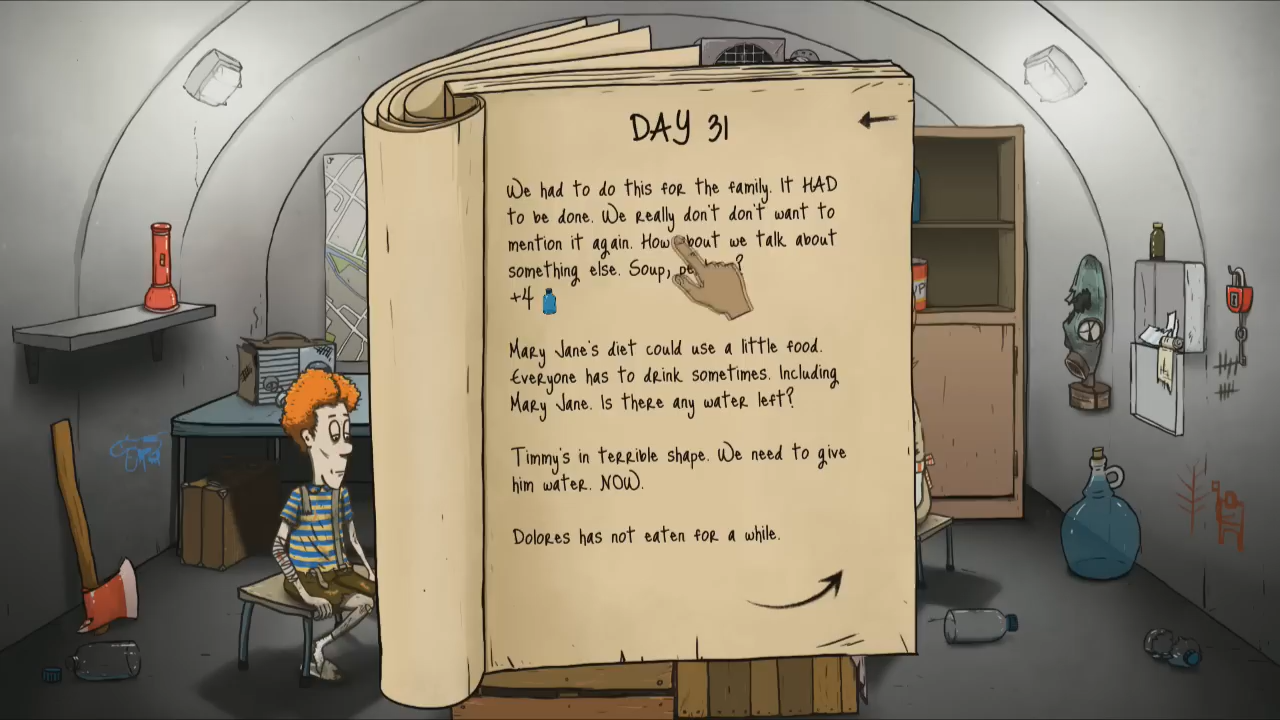 DAY 31
We had to do this for the family. It HAD
to be done. We really don't don't want to
mention it again. How about we talk about
something else. Soup,
+4
Mary Jane's diet could use a little food.
Everyone has to drink sometimes. Including
Mary Jane. Is there any water left?
Timmy's in terrible shape. We need to give
him water. NOW.
Dolores has not eaten for a while.